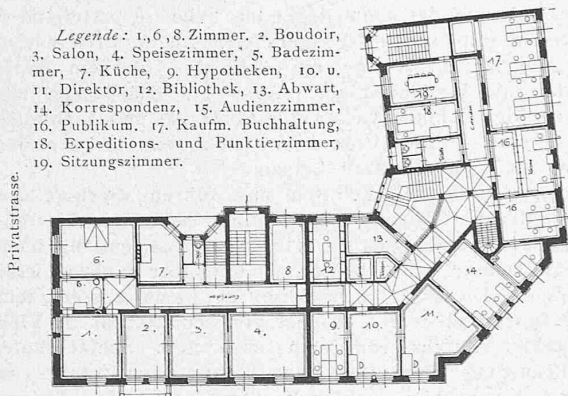 Legende: 1., 6, 8. Zimmer. 2. Boudoir,
3. Salon, 4. Speisezimmer, 5. Badezim-
mer, 7. Küche, 9. Hypotheken, 10. u.
11. Direktor, 12. Bibliothek, 13. Abwart,
14. Korrespondenz, 15. Audienzzimmer,
16. Publikum. 17. Kaufm. Buchhaltung,
18. Expeditions- und Punktierzimmer,
19. Sitzungszimmer.
Privatstrasse.
17.
19.
18.
Corridor
16.
6.
7.
8
12
13.
14.
Corridor
1.
2.
3.
4.
9.
10.
11.